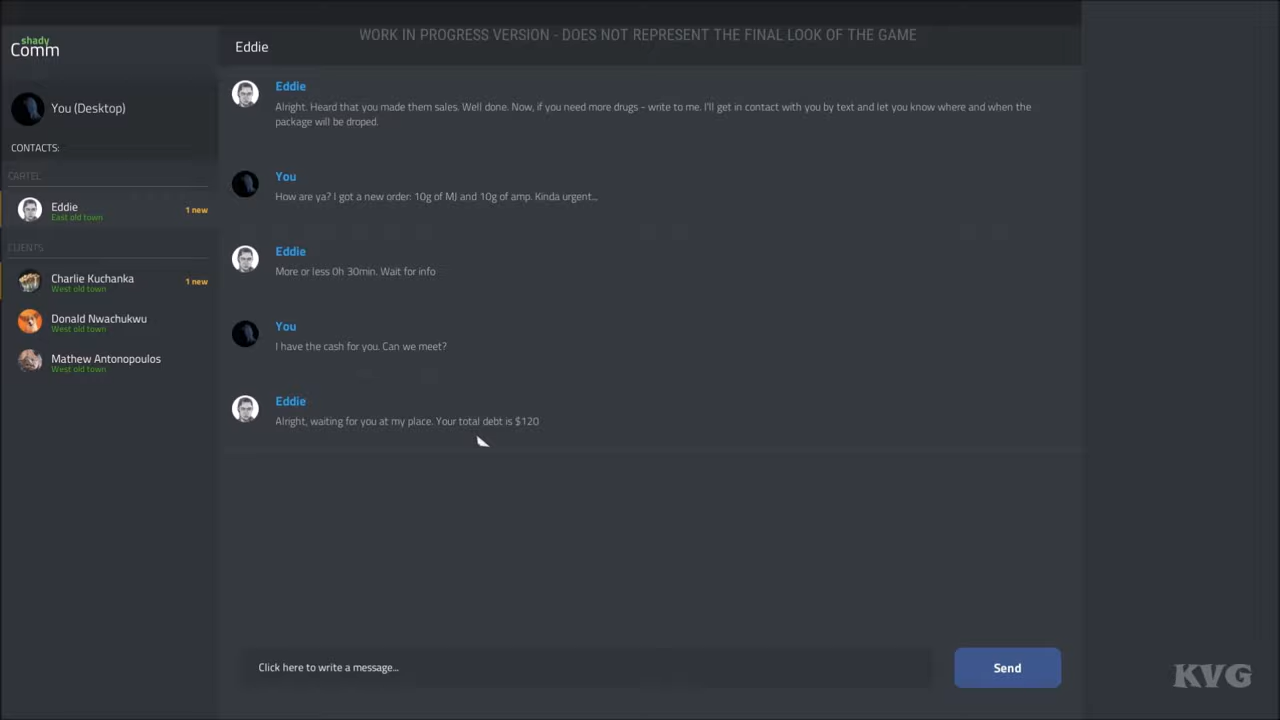 WORK IN PROGRESS VERSION - DOES NOT REPRESENT THE FINAL LOOK OF THE GAME
shady
Comm
Eddie
You (Desktop)
CONTACTS:
CARTEL
Eddie
East old town
1 new
CLIENTS
Charlie Kuchanka
West old town
1 new
Donald Nwachukwu
West old town
Mathew Antonopoulos
West old town
Eddie
Alright. Heard that you made them sales. Well done. Now, if you need more drugs - write to me. I'll get in contact with you by text and let you know where and when the
package will be droped.
You
How are ya? I got a new order: 10g of MJ and 10g of amp. Kinda urgent...
Eddie
More or less 0h 30min. Wait for info
You
I have the cash for you. Can we meet?
Eddie
Alright, waiting for you at my place. Your total debt is $120
Click here to write a message...
Send
KVG